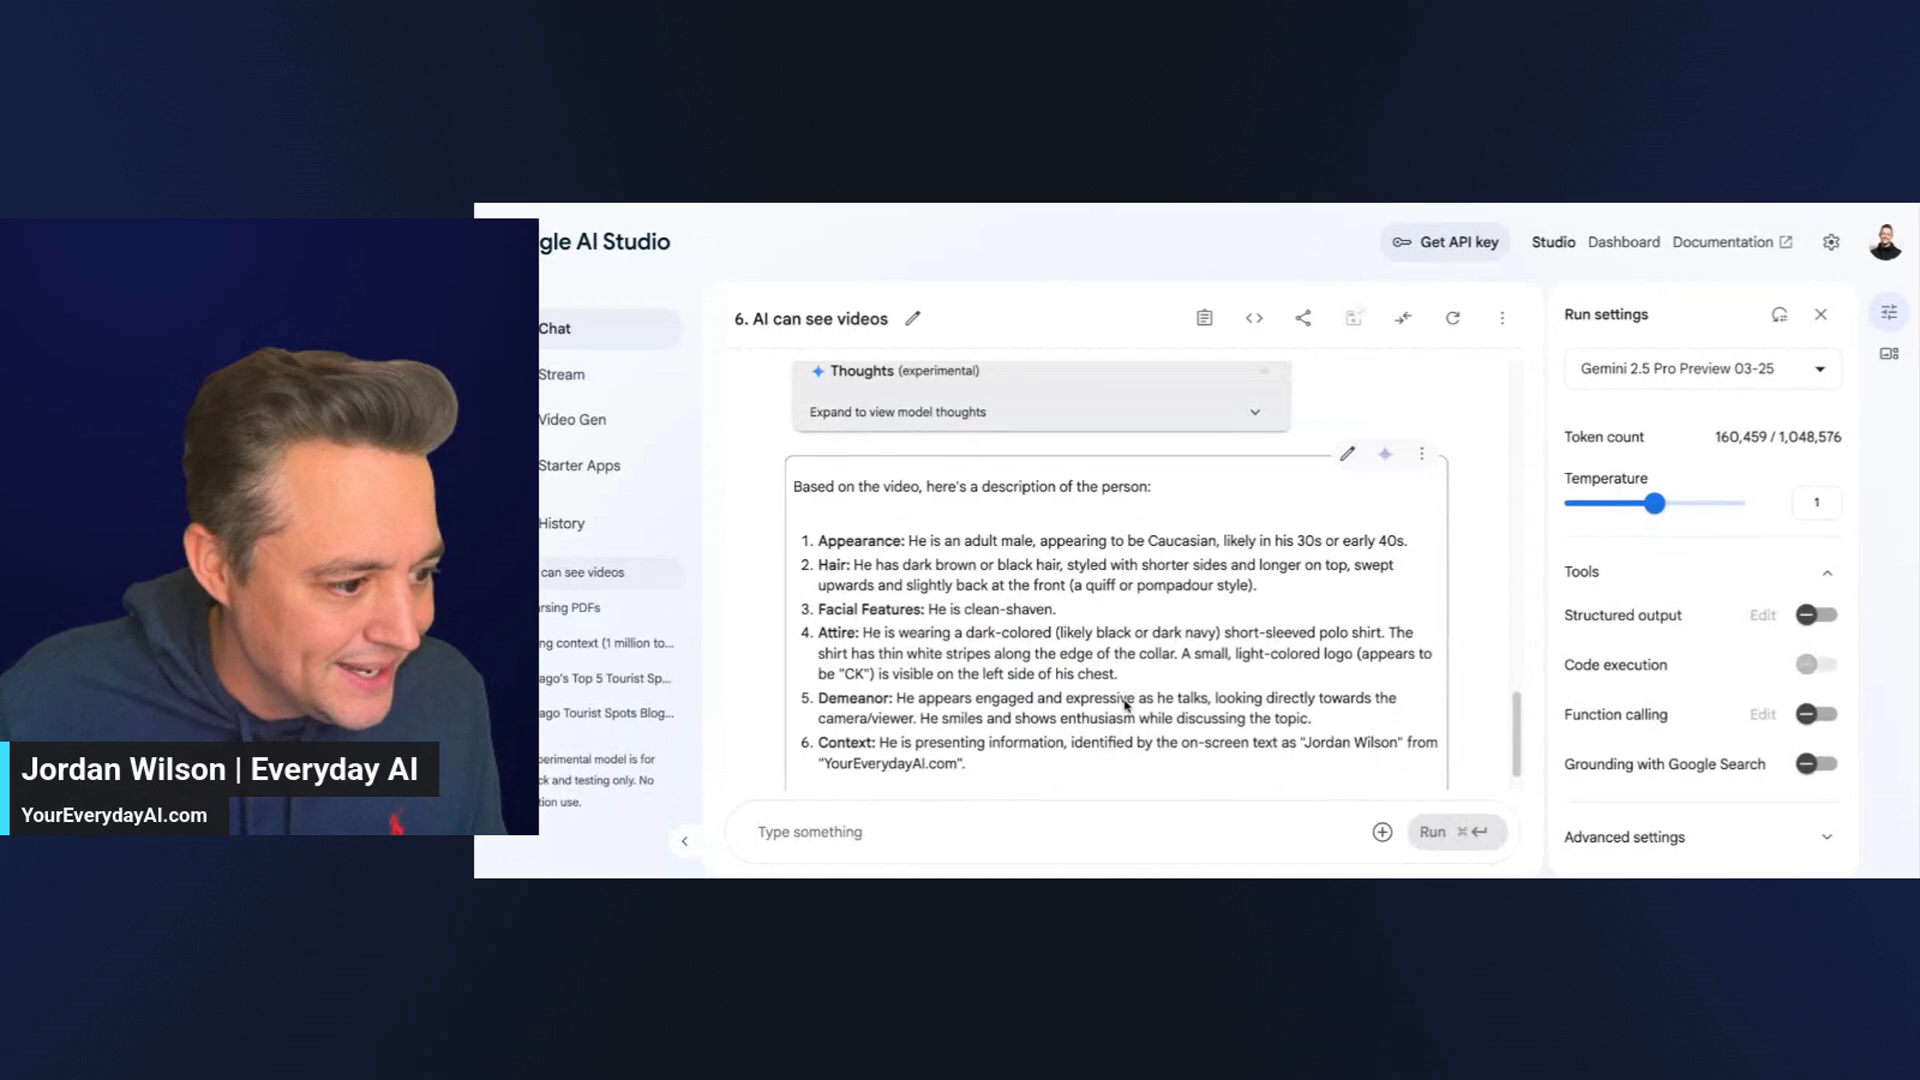 gle AI Studio
Get API key
Studio
Dashboard
Documentation
Chat
Stream
Video Gen
Starter Apps
History
can see videos
rsing PDFs
ng context (1 million to...
ago's Top 5 Tourist Sp...
ago Tourist Spots Blog...
perimental model is for
ck and testing only. No
tion use.
6. AI can see videos
Thoughts (experimental)
Expand to view model thoughts
Based on the video, here's a description of the person:
1. Appearance: He is an adult male, appearing to be Caucasian, likely in his 30s or early 40s.
2. Hair: He has dark brown or black hair, styled with shorter sides and longer on top, swept
upwards and slightly back at the front (a quiff or pompadour style).
3. Facial Features: He is clean-shaven.
4. Attire: He is wearing a dark-colored (likely black or dark navy) short-sleeved polo shirt. The
shirt has thin white stripes along the edge of the collar. A small, light-colored logo (appears to
be "CK") is visible on the left side of his chest.
5. Demeanor: He appears engaged and expressive as he talks, looking directly towards the
camera/viewer. He smiles and shows enthusiasm while discussing the topic.
6. Context: He is presenting information, identified by the on-screen text as "Jordan Wilson" from
"YourEverydayAI.com".
Type something
Run ⌘↵
Run settings
Gemini 2.5 Pro Preview 03-25
Token count 160,459 / 1,048,576
Temperature
1
Tools
Structured output Edit
Code execution
Function calling Edit
Grounding with Google Search
Advanced settings
Jordan Wilson | Everyday AI
YourEverydayAI.com